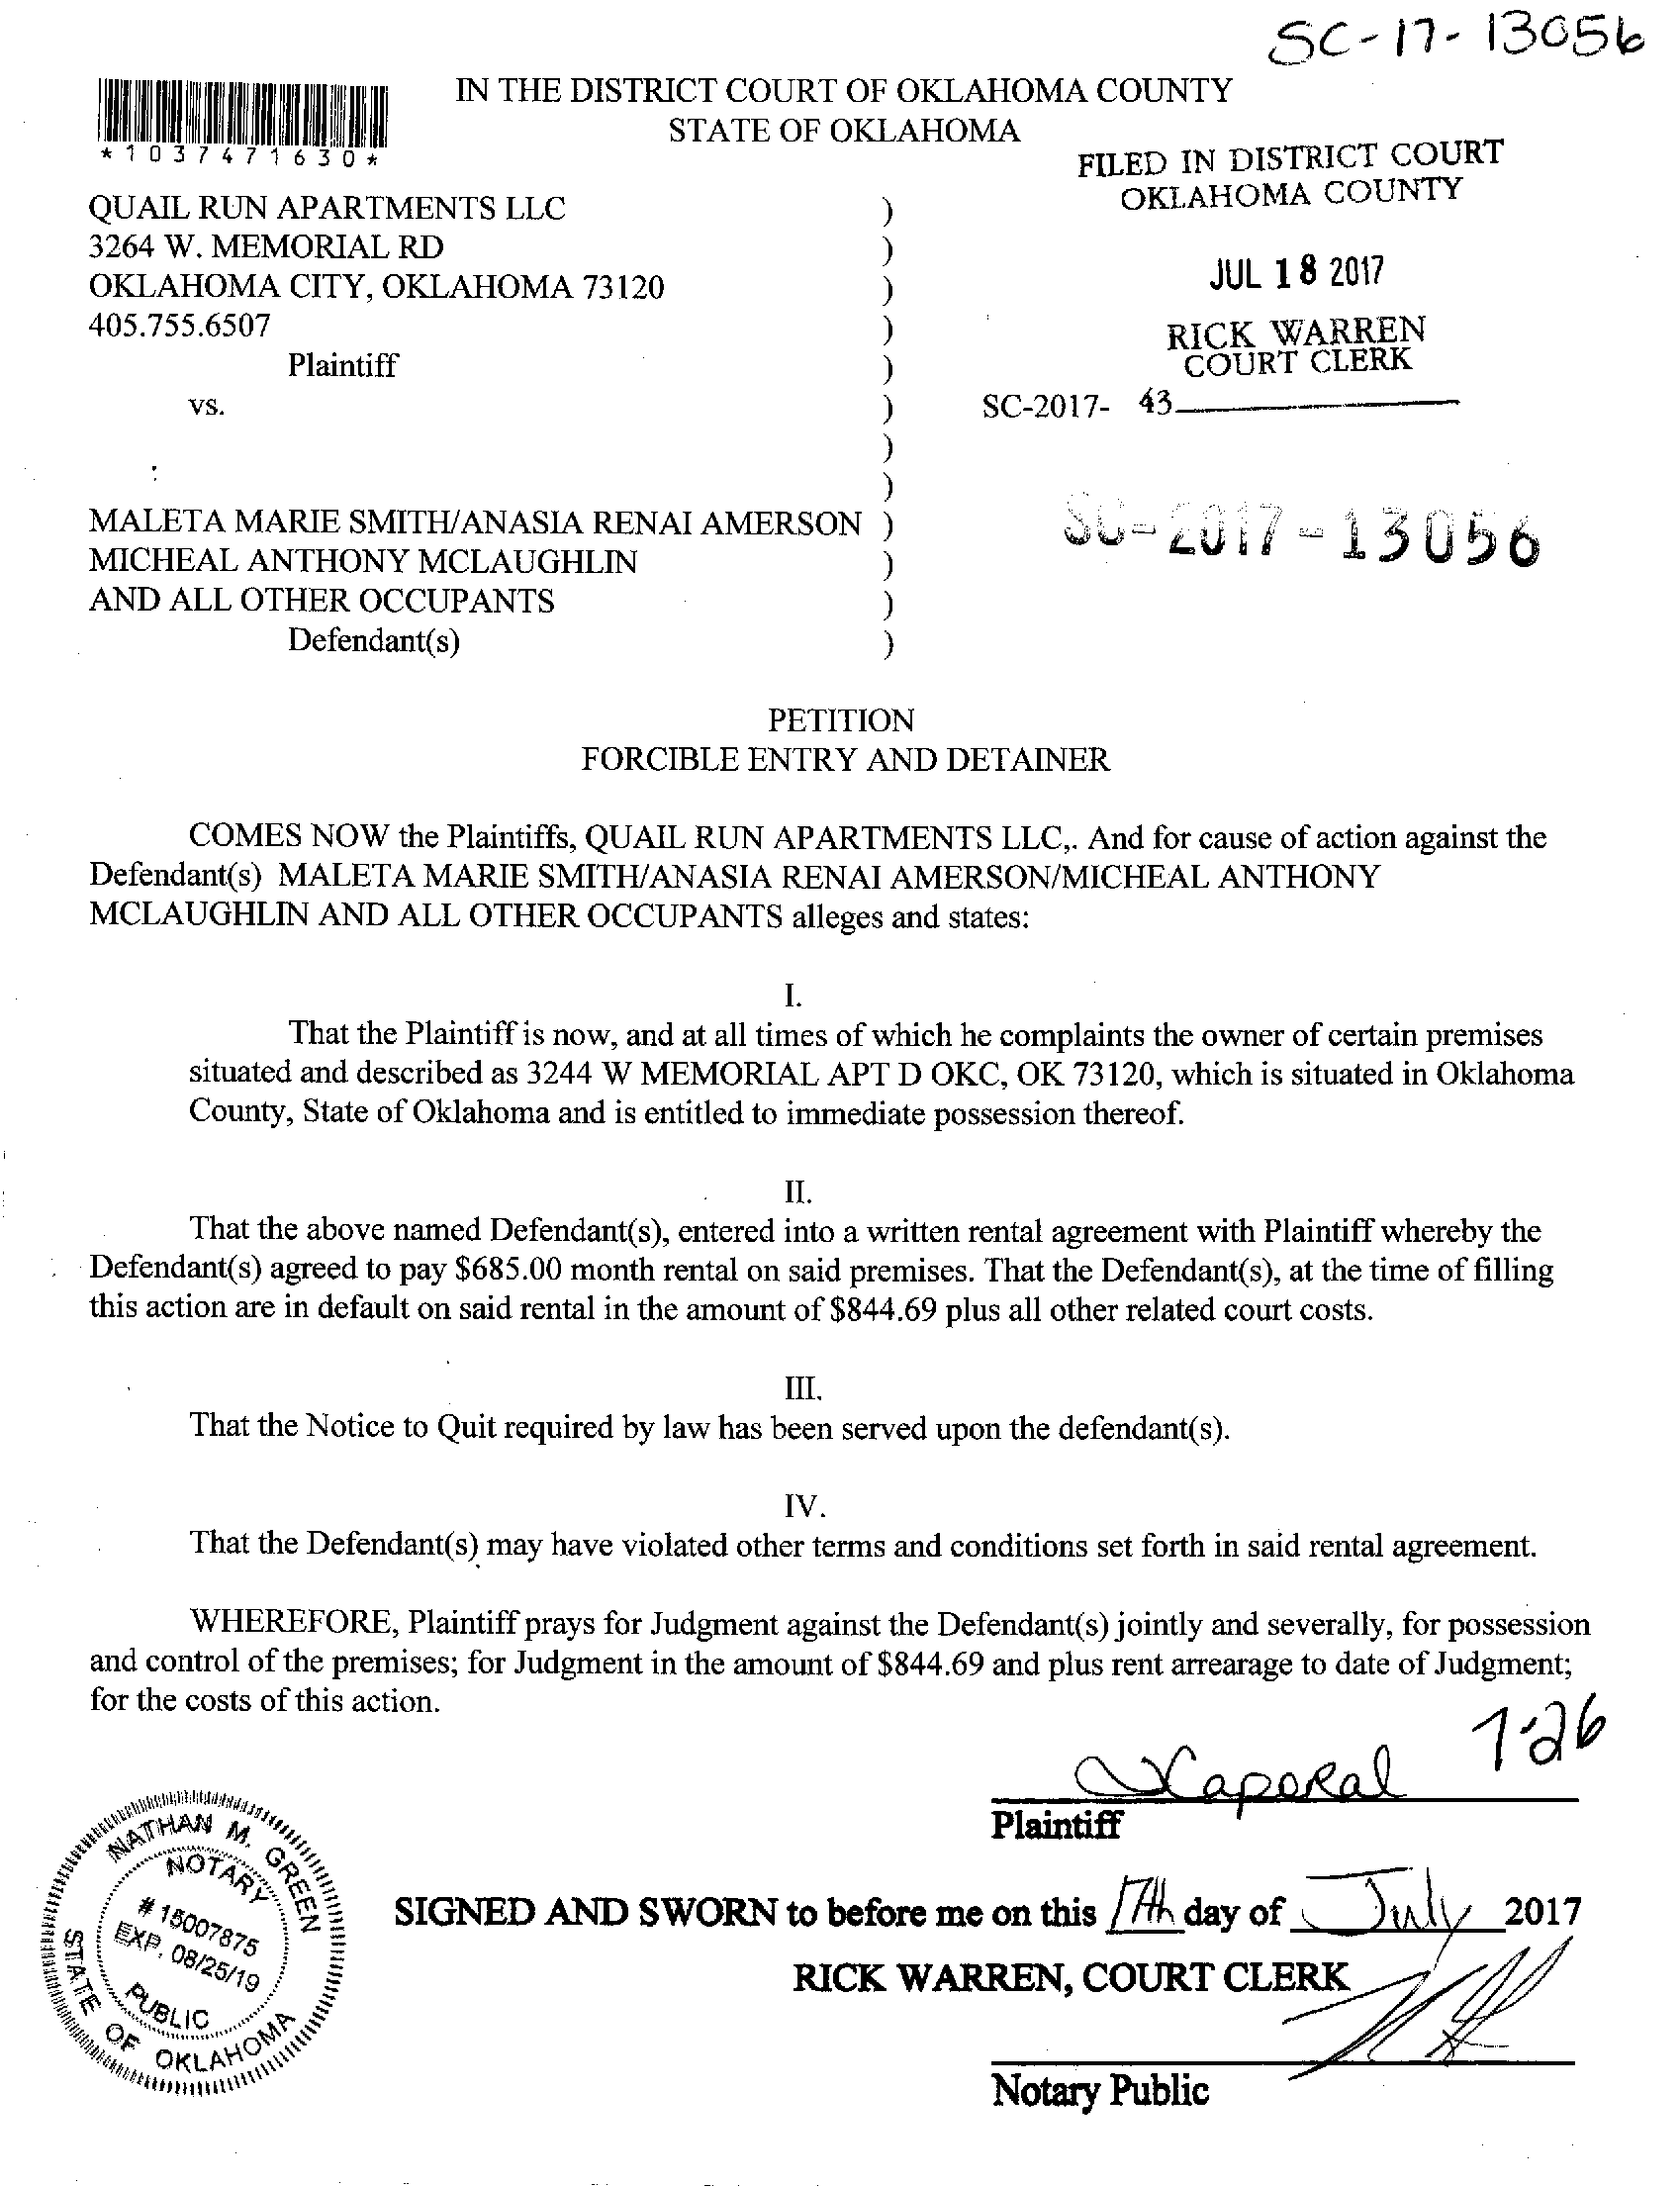 SC-17-13056
IN THE DISTRICT COURT OF OKLAHOMA COUNTY
STATE OF OKLAHOMA
*1037471630*
FILED IN DISTRICT COURT
OKLAHOMA COUNTY
JUL 18 2017
RICK WARREN
COURT CLERK
QUAIL RUN APARTMENTS LLC )
3264 W. MEMORIAL RD )
OKLAHOMA CITY, OKLAHOMA 73120 )
405.755.6507 )
Plaintiff )
vs. ) SC-2017- 43
)
)
MALETA MARIE SMITH/ANASIA RENAI AMERSON )
SC-2017-13056
MICHEAL ANTHONY MCLAUGHLIN )
AND ALL OTHER OCCUPANTS )
Defendant(s) )
PETITION
FORCIBLE ENTRY AND DETAINER
COMES NOW the Plaintiffs, QUAIL RUN APARTMENTS LLC,. And for cause of action against the
Defendant(s) MALETA MARIE SMITH/ANASIA RENAI AMERSON/MICHEAL ANTHONY
MCLAUGHLIN AND ALL OTHER OCCUPANTS alleges and states:
I.
That the Plaintiff is now, and at all times of which he complaints the owner of certain premises
situated and described as 3244 W MEMORIAL APT D OKC, OK 73120, which is situated in Oklahoma
County, State of Oklahoma and is entitled to immediate possession thereof.
II.
That the above named Defendant(s), entered into a written rental agreement with Plaintiff whereby the
Defendant(s) agreed to pay $685.00 month rental on said premises. That the Defendant(s), at the time of filling
this action are in default on said rental in the amount of $844.69 plus all other related court costs.
III.
That the Notice to Quit required by law has been served upon the defendant(s).
IV.
That the Defendant(s) may have violated other terms and conditions set forth in said rental agreement.
WHEREFORE, Plaintiff prays for Judgment against the Defendant(s) jointly and severally, for possession
and control of the premises; for Judgment in the amount of $844.69 and plus rent arrearage to date of Judgment;
for the costs of this action.
7-26
Plaintiff
NATHAN M. GREEN
NOTARY
# 15007875
EXP. 08/25/19
PUBLIC
STATE OF OKLAHOMA
SIGNED AND SWORN to before me on this 17th day of July 2017
RICK WARREN, COURT CLERK
Notary Public